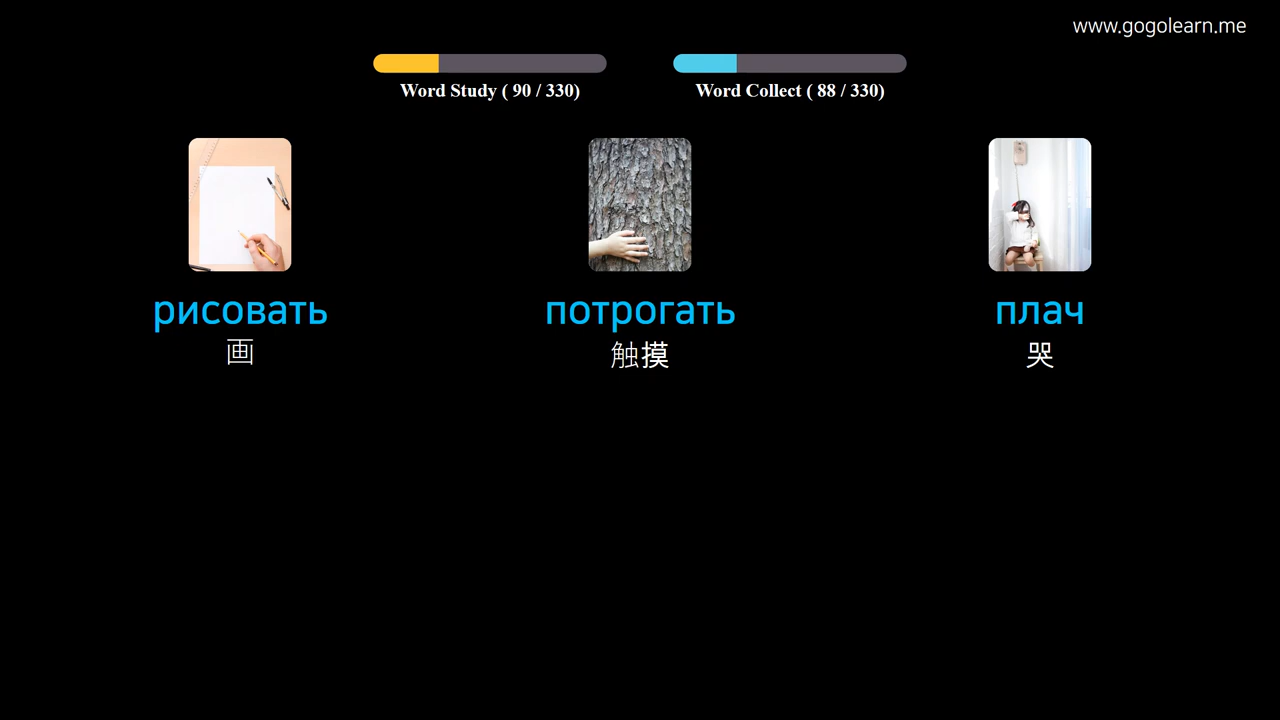 www.gogolearn.me
Word Study ( 90 / 330)
Word Collect ( 88 / 330)
рисовать
потрогать
плач
画
触摸
哭